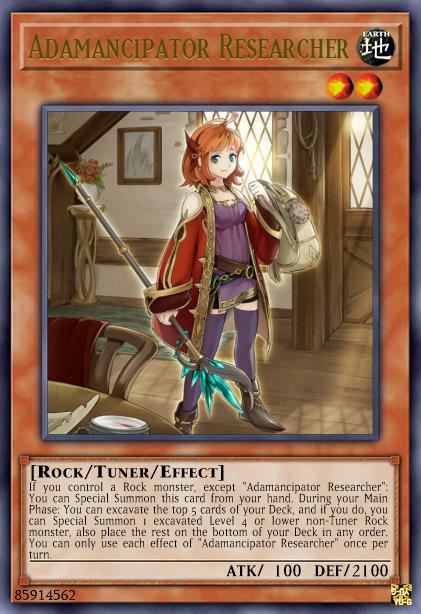 ADAMANCIPATOR RESEARCHER
EARTH
地
[ROCK/TUNER/EFFECT]
If you control a Rock monster, except "Adamancipator Researcher":
You can Special Summon this card from your hand. During your Main
Phase: You can excavate the top 5 cards of your Deck, and if you do, you
can Special Summon 1 excavated Level 4 or lower non-Tuner Rock
monster, also place the rest on the bottom of your Deck in any order.
You can only use each effect of "Adamancipator Researcher" once per
turn.
ATK/ 100 DEF/2100
85914562